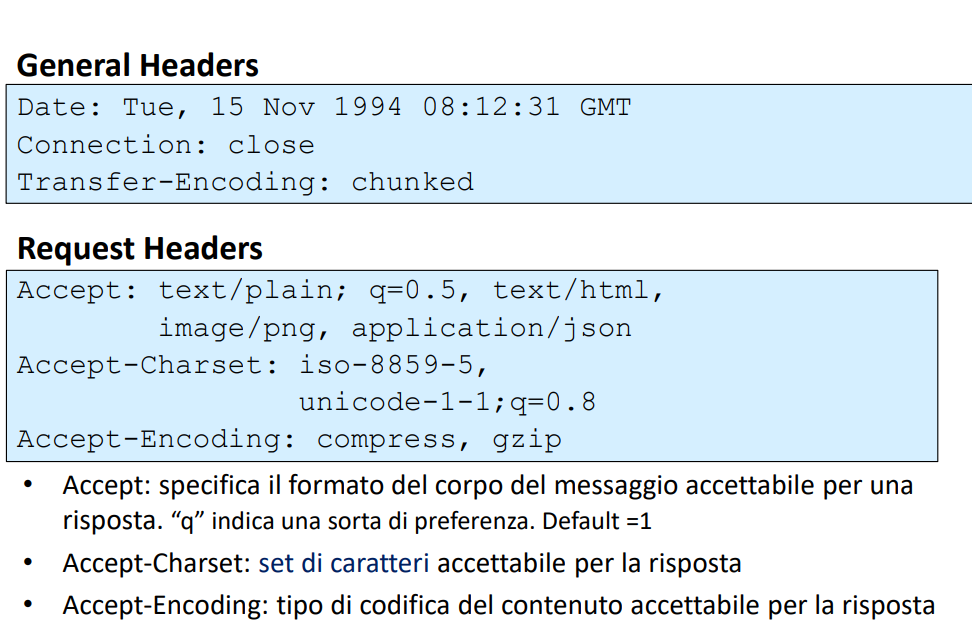 General Headers
Date: Tue, 15 Nov 1994 08:12:31 GMT
Connection: close
Transfer-Encoding: chunked
Request Headers
Accept: text/plain; q=0.5, text/html,
image/png, application/json
Accept-Charset: iso-8859-5,
unicode-1-1;q=0.8
Accept-Encoding: compress, gzip
• Accept: specifica il formato del corpo del messaggio accettabile per una
risposta. “q” indica una sorta di preferenza. Default =1
• Accept-Charset: set di caratteri accettabile per la risposta
• Accept-Encoding: tipo di codifica del contenuto accettabile per la risposta